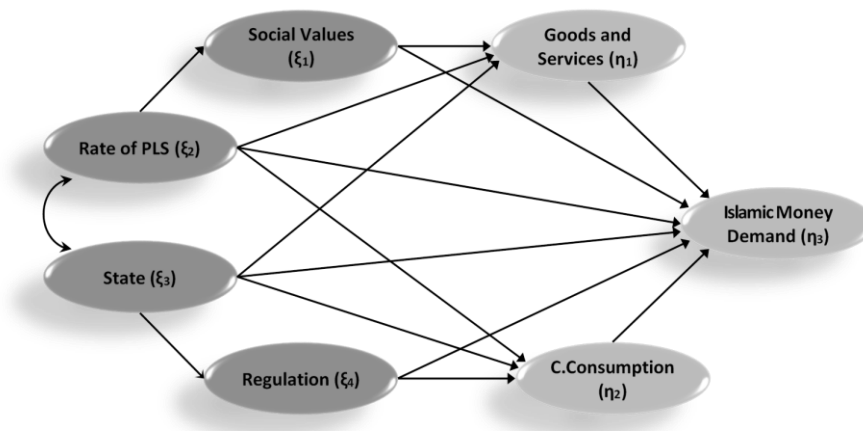 Social Values
(ξ1)
Goods and
Services (η1)
Rate of PLS (ξ2)
Islamic Money
Demand (η3)
State (ξ3)
Regulation (ξ4)
C.Consumption
(η2)